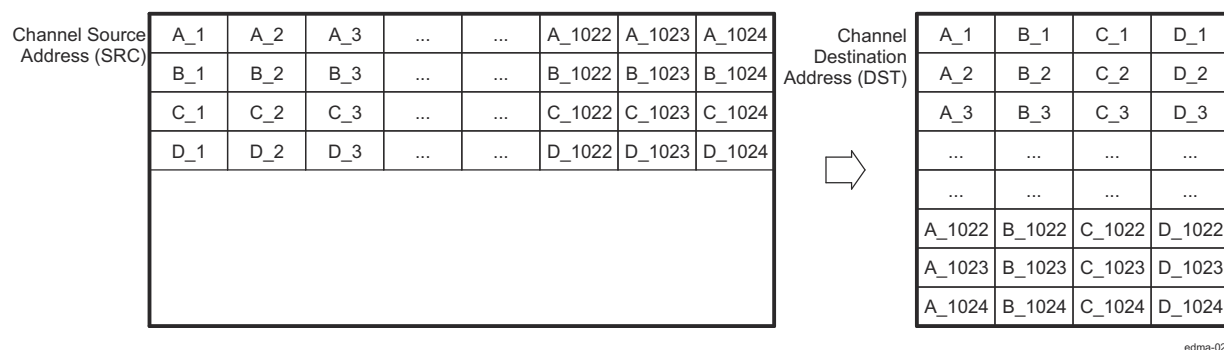 Channel Source
Address (SRC)
A_1 A_2 A_3 ... ... A_1022 A_1023 A_1024
B_1 B_2 B_3 ... ... B_1022 B_1023 B_1024
C_1 C_2 C_3 ... ... C_1022 C_1023 C_1024
D_1 D_2 D_3 ... ... D_1022 D_1023 D_1024
Channel
Destination
Address (DST)
A_1 B_1 C_1 D_1
A_2 B_2 C_2 D_2
A_3 B_3 C_3 D_3
... ... ... ...
... ... ... ...
A_1022 B_1022 C_1022 D_1022
A_1023 B_1023 C_1023 D_1023
A_1024 B_1024 C_1024 D_1024
edma-02